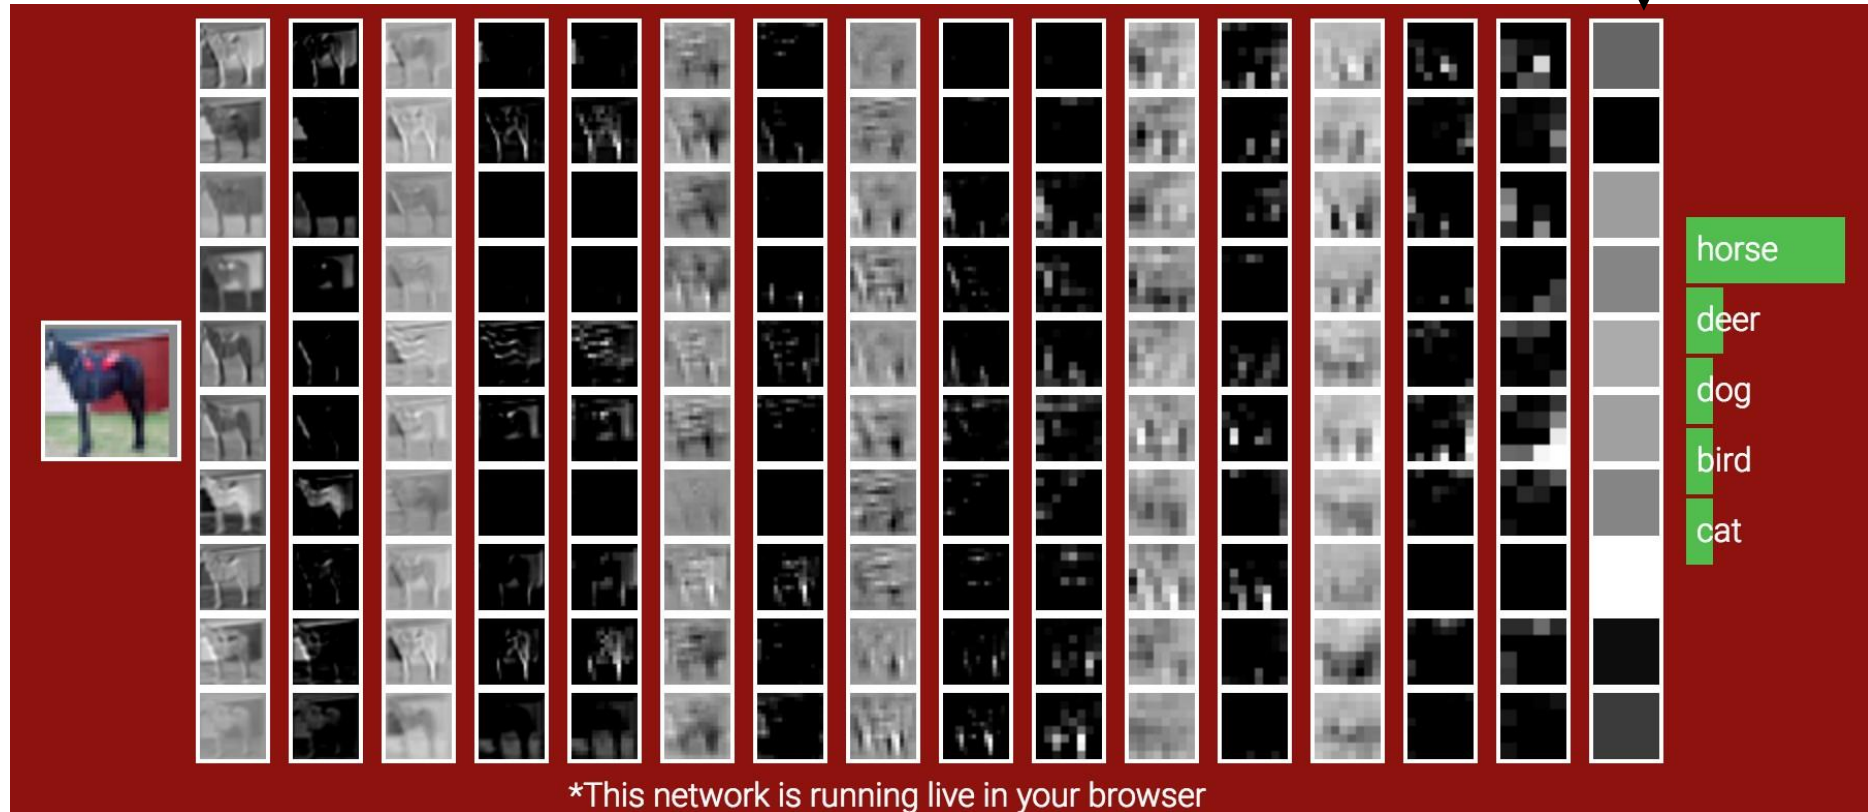 horse
deer
dog
bird
cat
*This network is running live in your browser